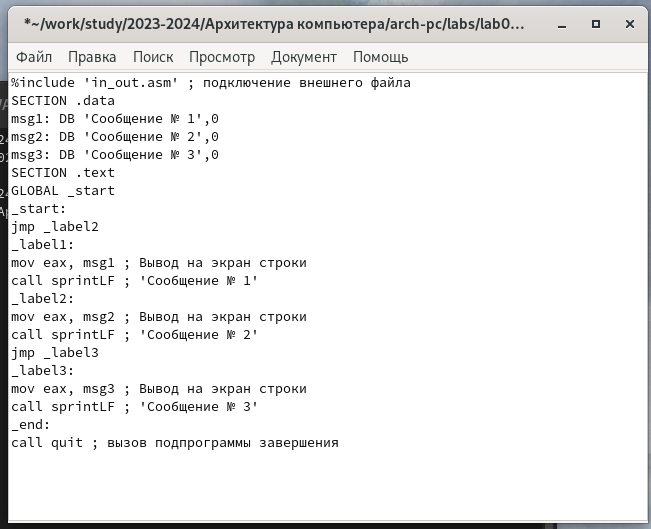 *~/work/study/2023-2024/Архитектура компьютера/arch-pc/labs/lab0...
Файл Правка Поиск Просмотр Документ Помощь
%include 'in_out.asm' ; подключение внешнего файла
SECTION .data
msg1: DB 'Сообщение № 1',0
msg2: DB 'Сообщение № 2',0
msg3: DB 'Сообщение № 3',0
SECTION .text
GLOBAL _start
_start:
jmp _label2
_label1:
mov eax, msg1 ; Вывод на экран строки
call sprintLF ; 'Сообщение № 1'
_label2:
mov eax, msg2 ; Вывод на экран строки
call sprintLF ; 'Сообщение № 2'
jmp _label3
_label3:
mov eax, msg3 ; Вывод на экран строки
call sprintLF ; 'Сообщение № 3'
_end:
call quit ; вызов подпрограммы завершения